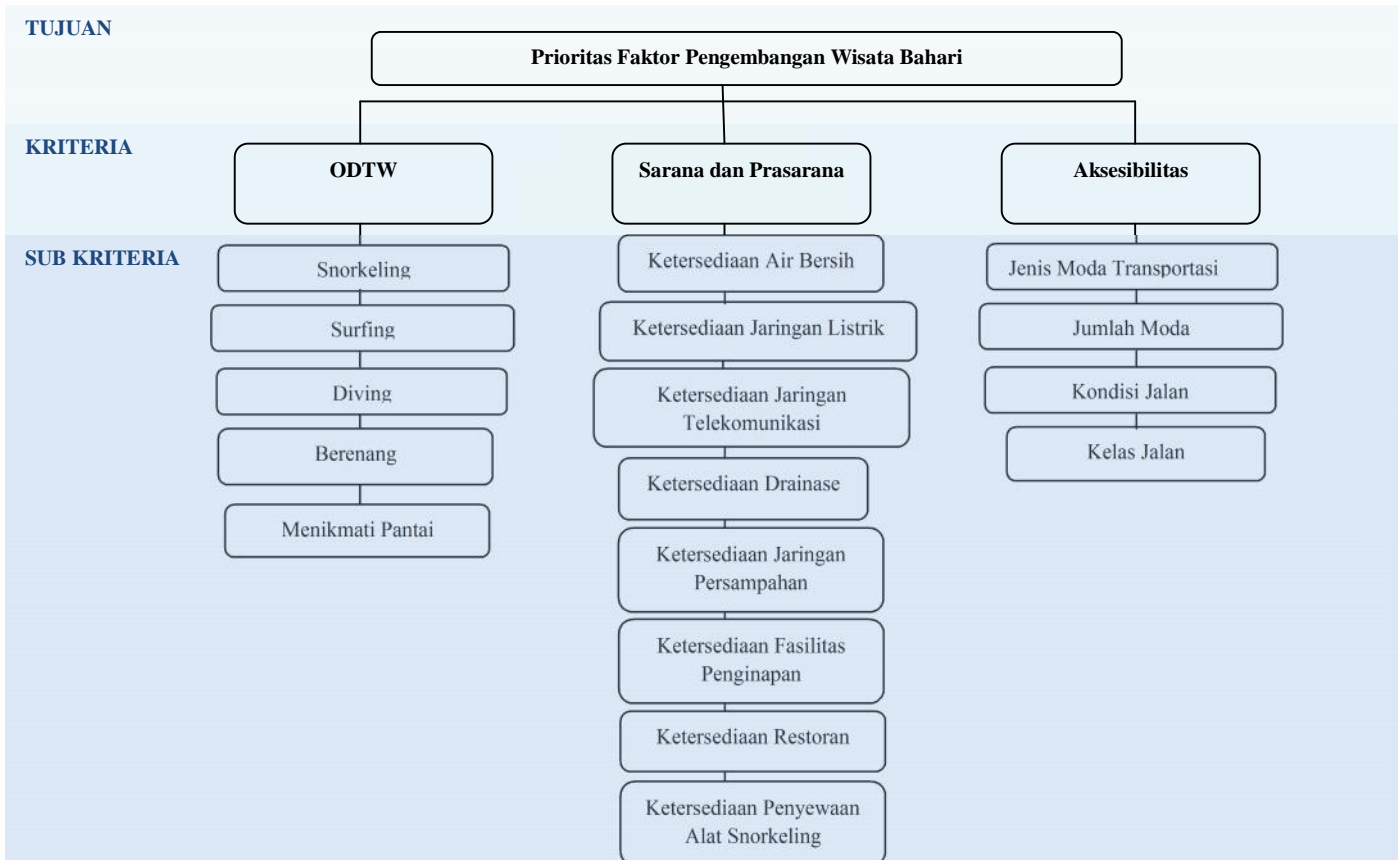 TUJUAN
Prioritas Faktor Pengembangan Wisata Bahari
KRITERIA
ODTW
Sarana dan Prasarana
Aksesibilitas
SUB KRITERIA
Snorkeling
Surfing
Diving
Berenang
Menikmati Pantai
Ketersediaan Air Bersih
Ketersediaan Jaringan Listrik
Ketersediaan Jaringan
Telekomunikasi
Ketersediaan Drainase
Ketersediaan Jaringan
Persampahan
Ketersediaan Fasilitas
Penginapan
Ketersediaan Restoran
Ketersediaan Penyewaan
Alat Snorkeling
Jenis Moda Transportasi
Jumlah Moda
Kondisi Jalan
Kelas Jalan